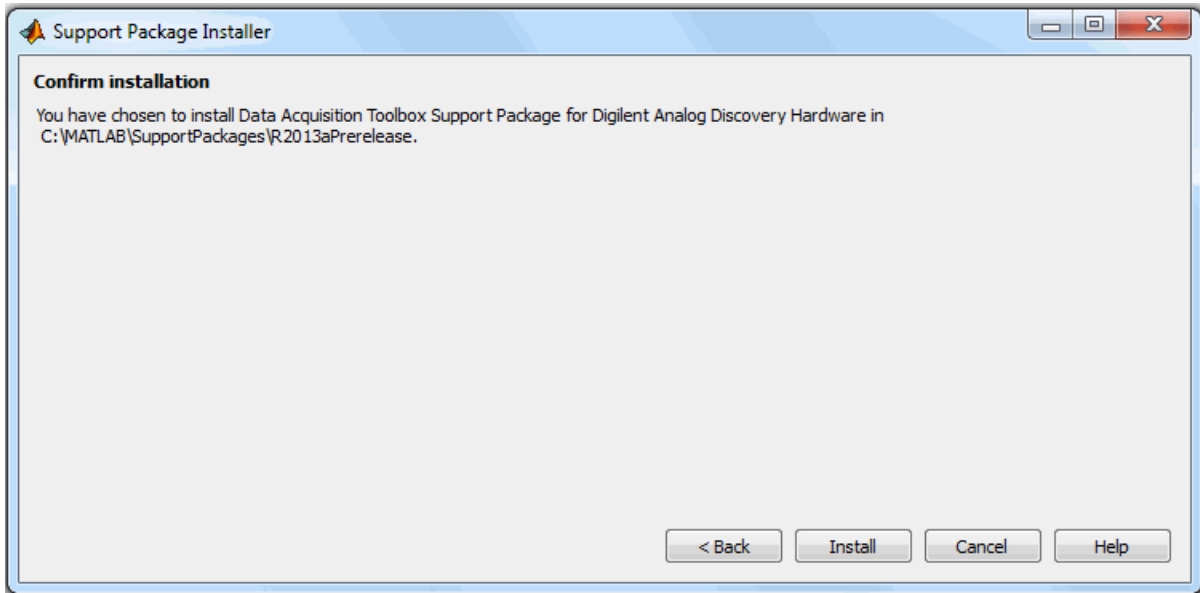 Support Package Installer
Confirm installation
You have chosen to install Data Acquisition Toolbox Support Package for Digilent Analog Discovery Hardware in
C:\MATLAB\SupportPackages\R2013aPrerelease.
< Back Install Cancel Help